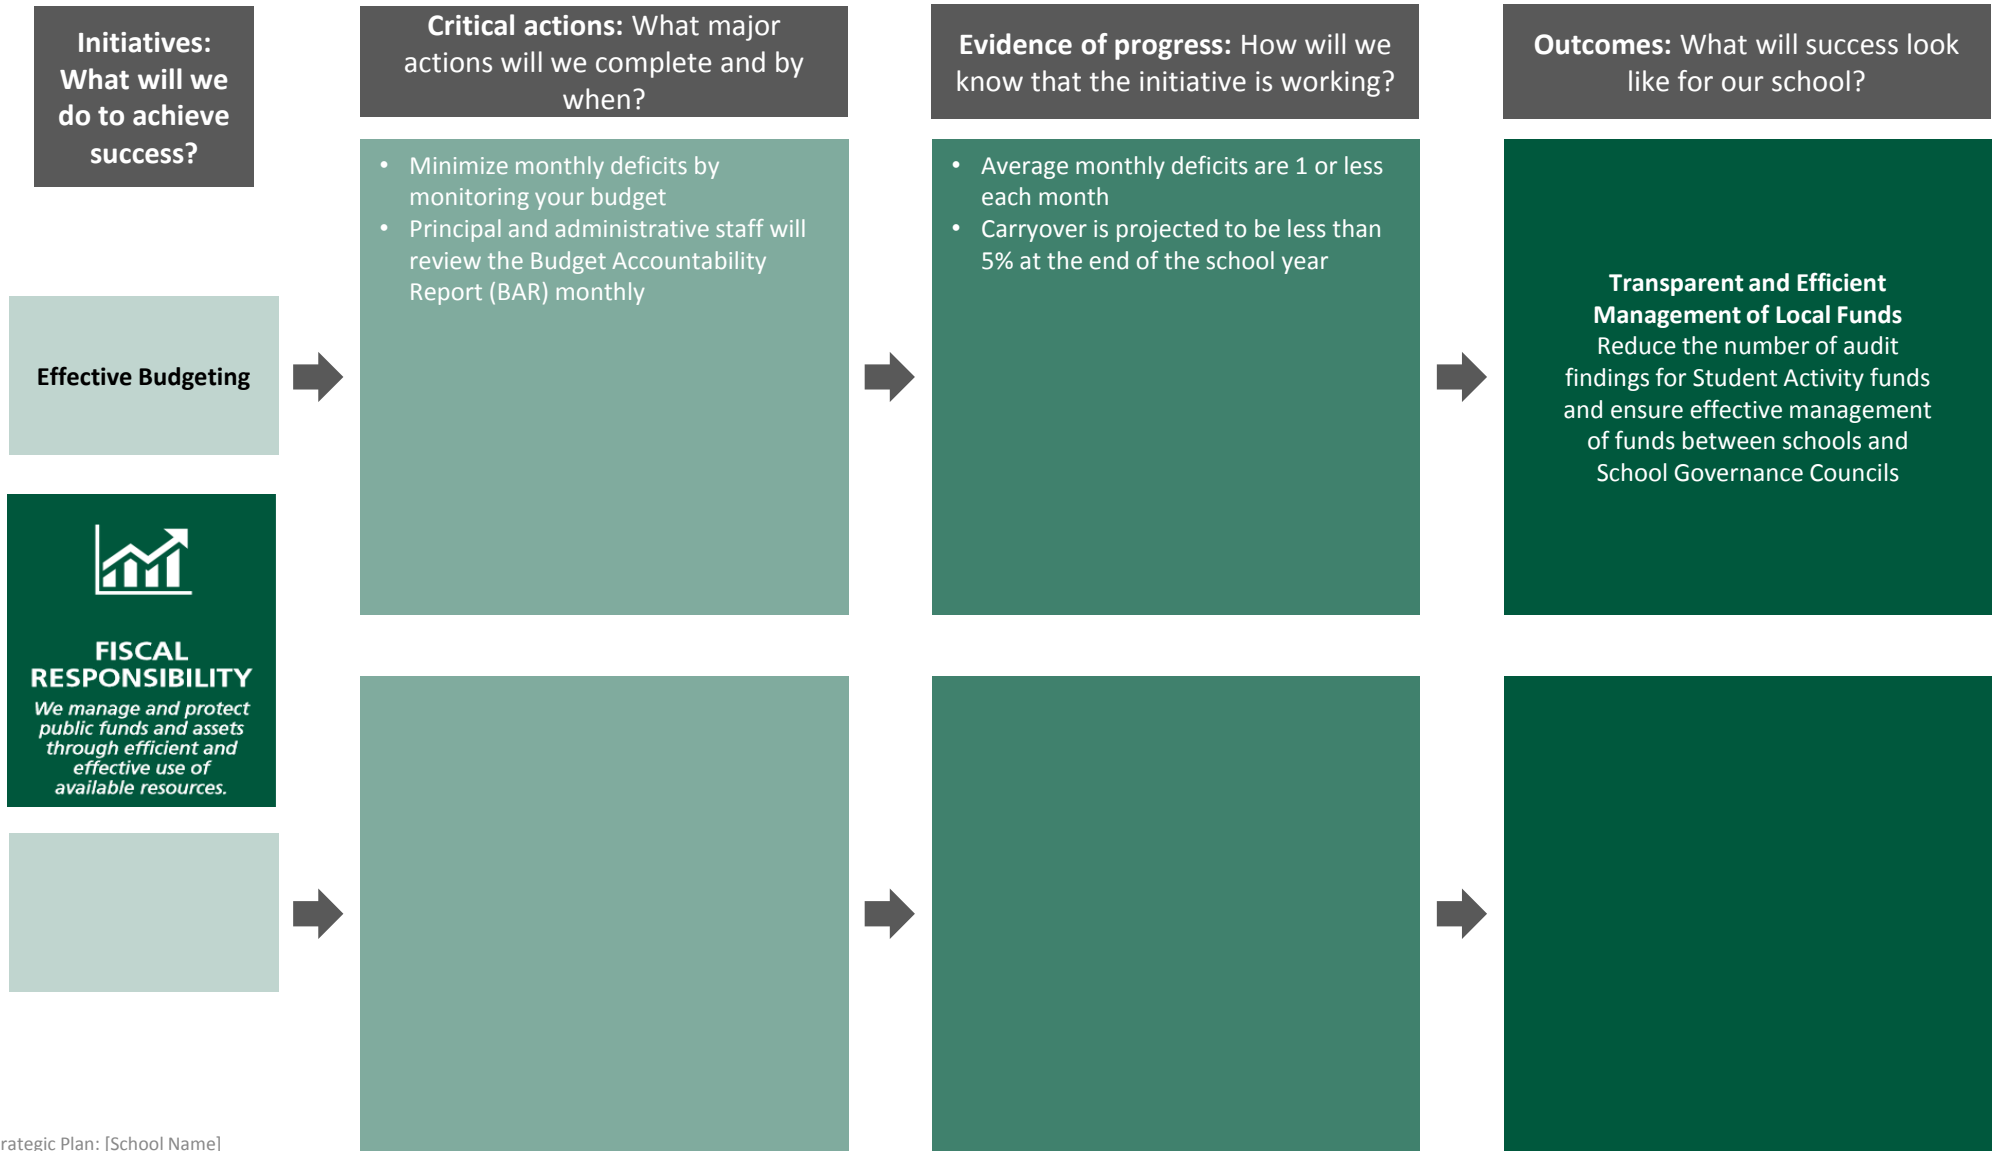 Initiatives:
What will we
do to achieve
success?
Critical actions: What major
actions will we complete and by
when?
Evidence of progress: How will we
know that the initiative is working?
Outcomes: What will success look
like for our school?
Effective Budgeting
• Minimize monthly deficits by
monitoring your budget
• Principal and administrative staff will
review the Budget Accountability
Report (BAR) monthly
• Average monthly deficits are 1 or less
each month
• Carryover is projected to be less than
5% at the end of the school year
Transparent and Efficient
Management of Local Funds
Reduce the number of audit
findings for Student Activity funds
and ensure effective management
of funds between schools and
School Governance Councils
FISCAL
RESPONSIBILITY
We manage and protect
public funds and assets
through efficient and
effective use of
available resources.
rategic Plan: [School Name]